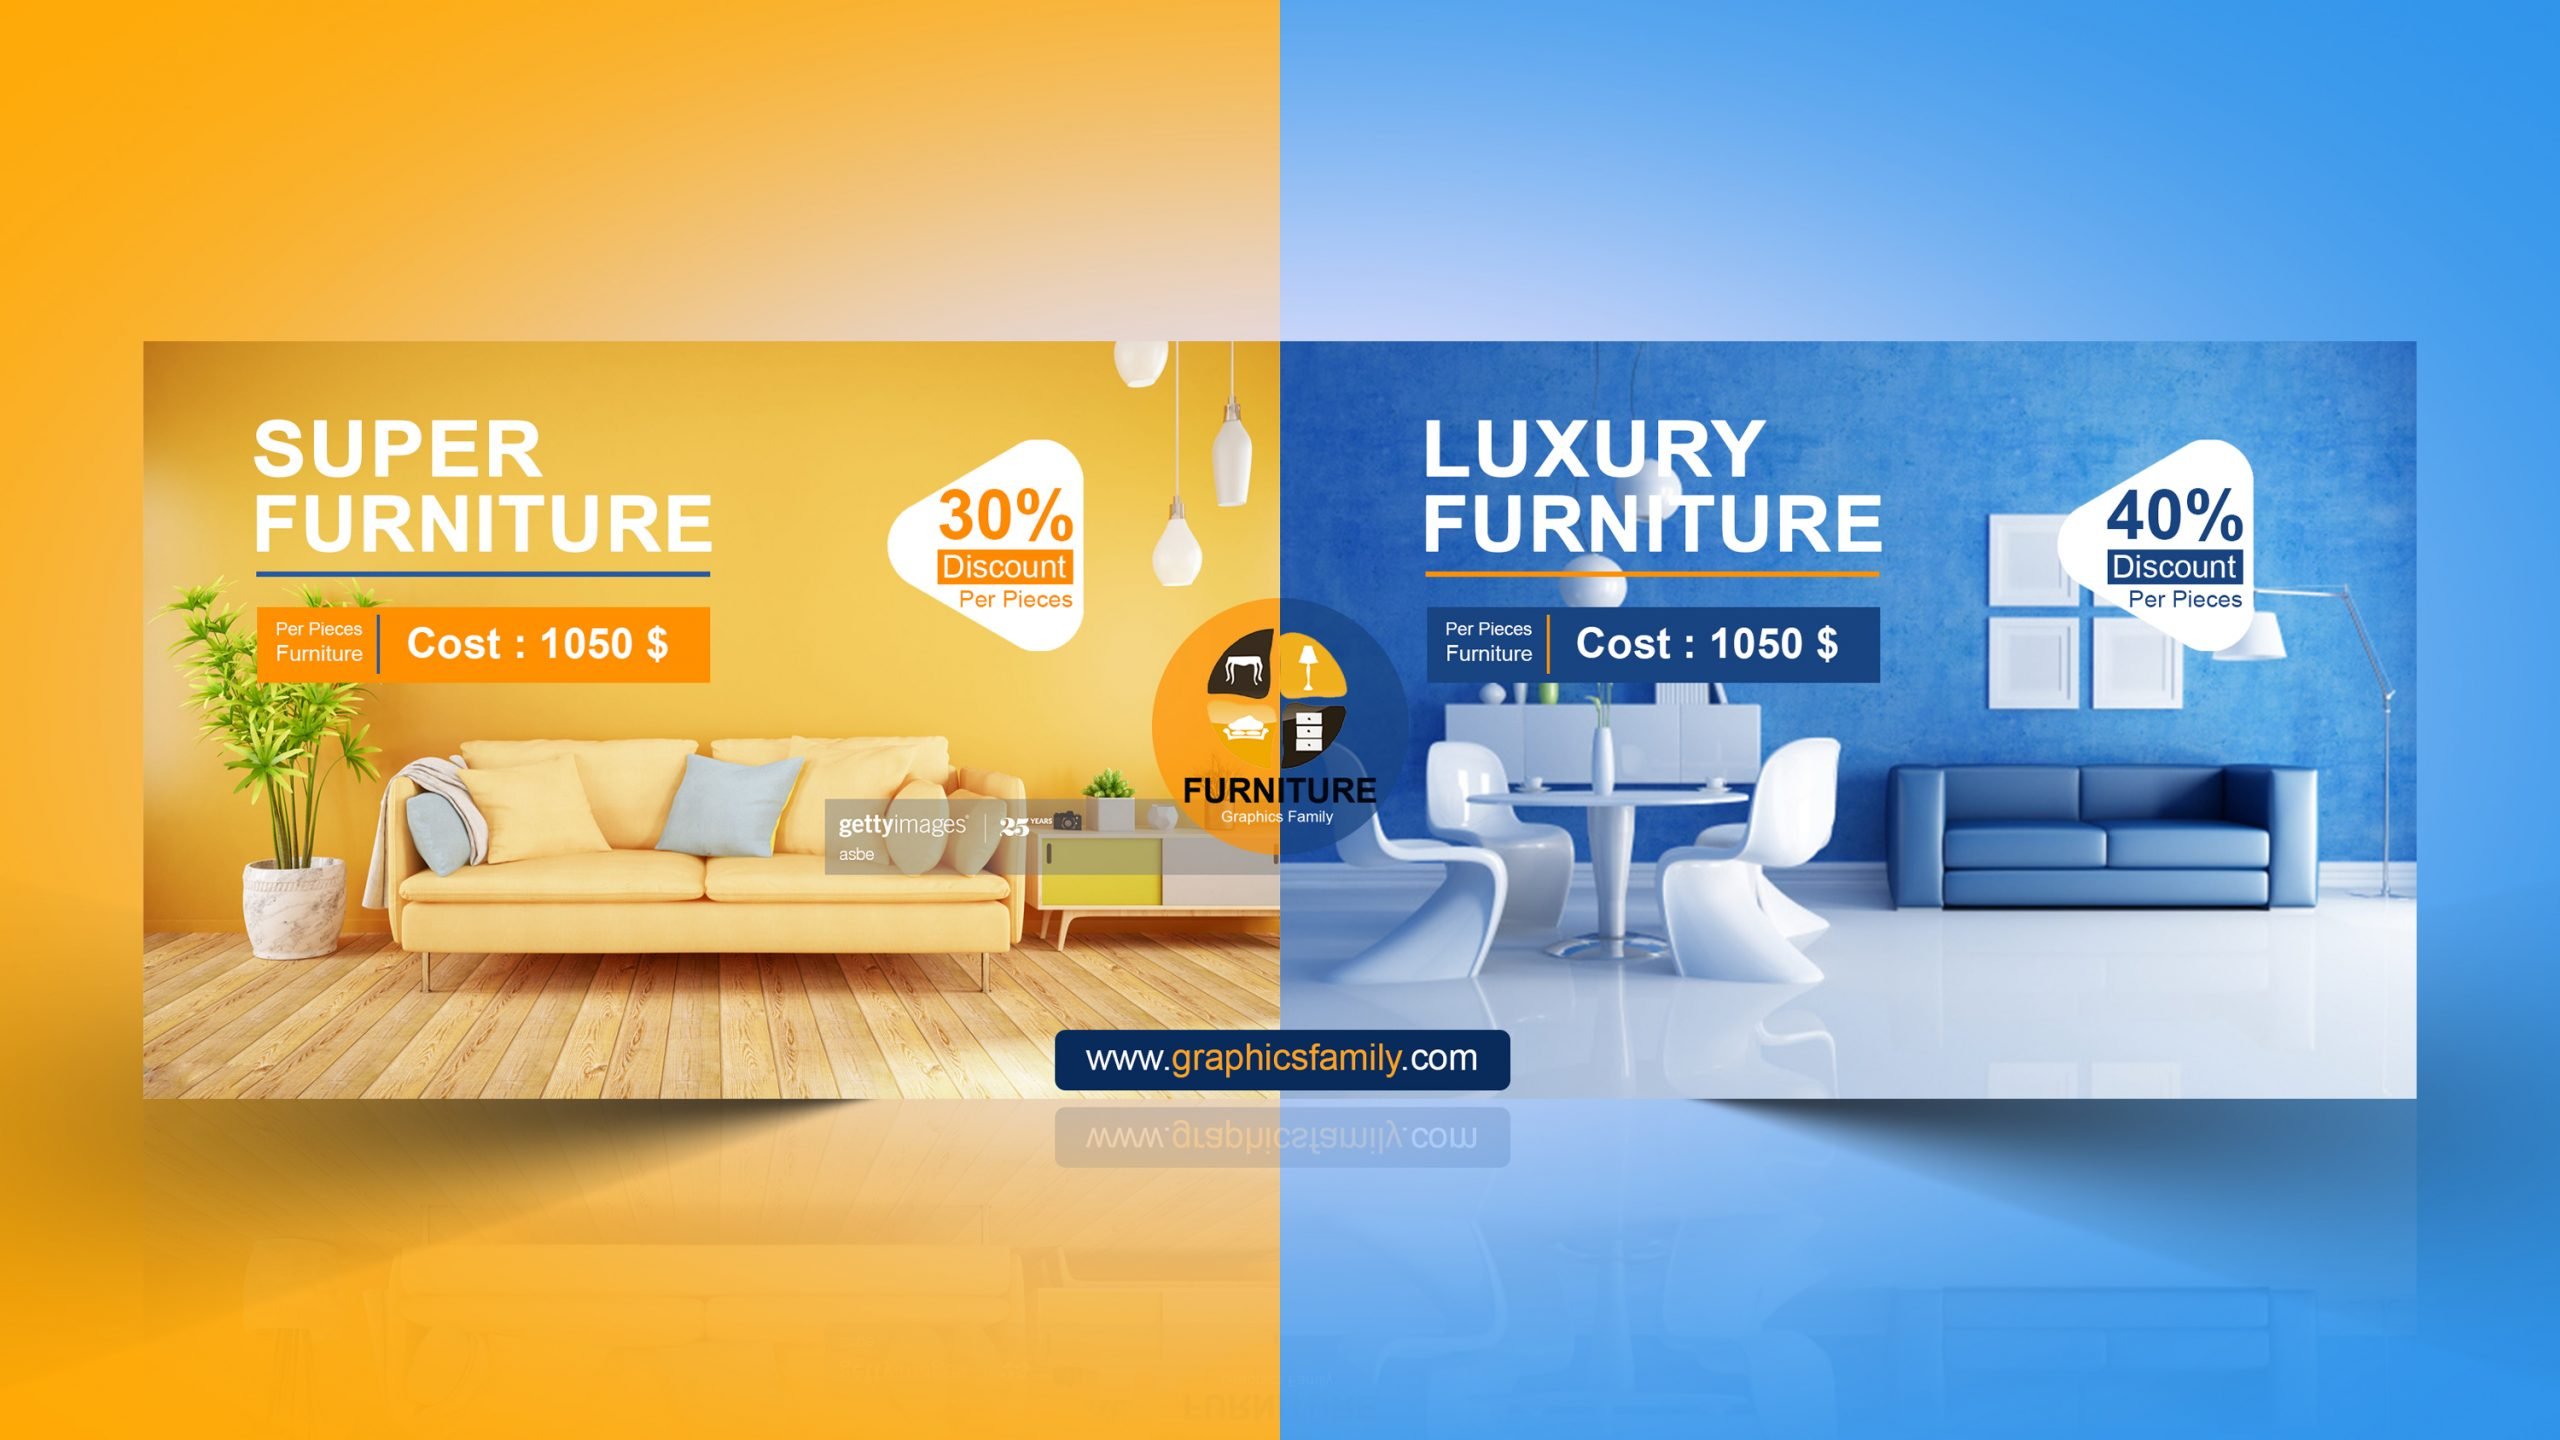 SUPER
FURNITURE
Per Pieces
Furniture
Cost : 1050 $
30%
Discount
Per Pieces
LUXURY
FURNITURE
Per Pieces
Furniture
Cost : 1050 $
40%
Discount
Per Pieces
FURNITURE
Graphics Family
gettyimages® 25 YEARS
asbe
www.graphicsfamily.com
www.graphicsfamily.com
FURNITURE